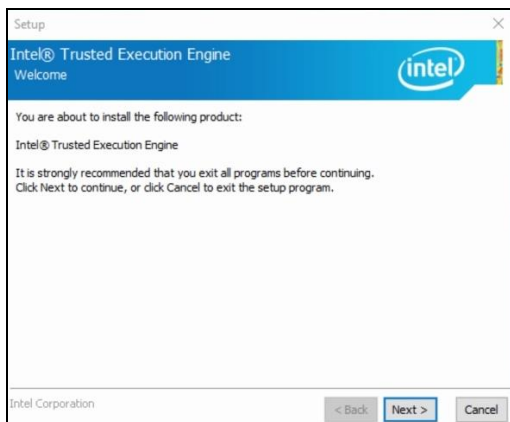 Setup
Intel® Trusted Execution Engine
Welcome
intel
You are about to install the following product:
Intel® Trusted Execution Engine
It is strongly recommended that you exit all programs before continuing.
Click Next to continue, or click Cancel to exit the setup program.
Intel Corporation
< Back Next > Cancel